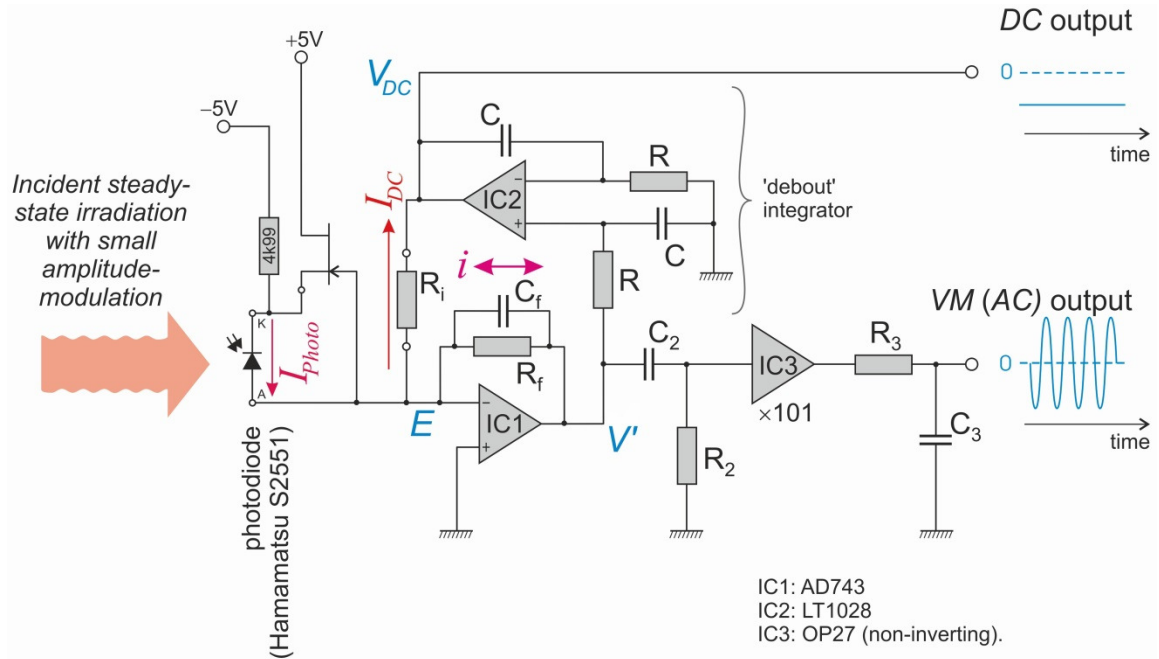 DC output
+5V
V_DC
0
−5V
C
time
Incident steady-
state irradiation
with small
amplitude-
modulation
I_DC
IC2
−
+
R
'debout'
integrator
4k99
C
i
R
VM (AC) output
R_i
C_f
K
I_Photo
R_f
C_2
IC3
R_3
0
A
×101
E
−
IC1
+
V'
time
R_2
C_3
photodiode
(Hamamatsu S2551)
IC1: AD743
IC2: LT1028
IC3: OP27 (non-inverting).